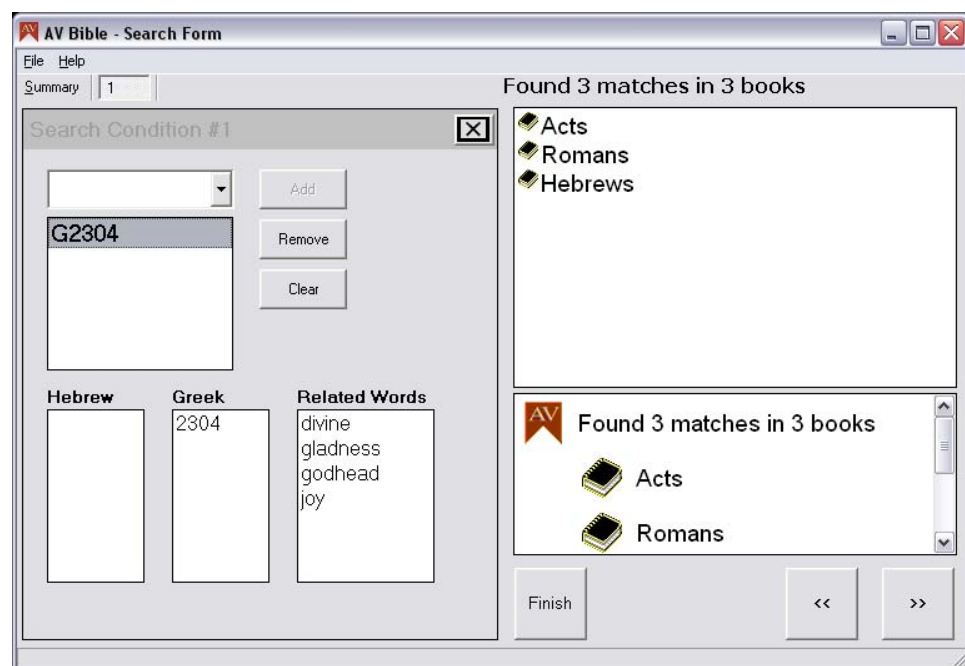 AV Bible - Search Form
File Help
Summary 1
Found 3 matches in 3 books
Search Condition #1
Add
G2304
Remove
Clear
Hebrew Greek Related Words
2304
divine
gladness
godhead
joy
Acts
Romans
Hebrews
AV
Found 3 matches in 3 books
Acts
Romans
Finish
<<
>>